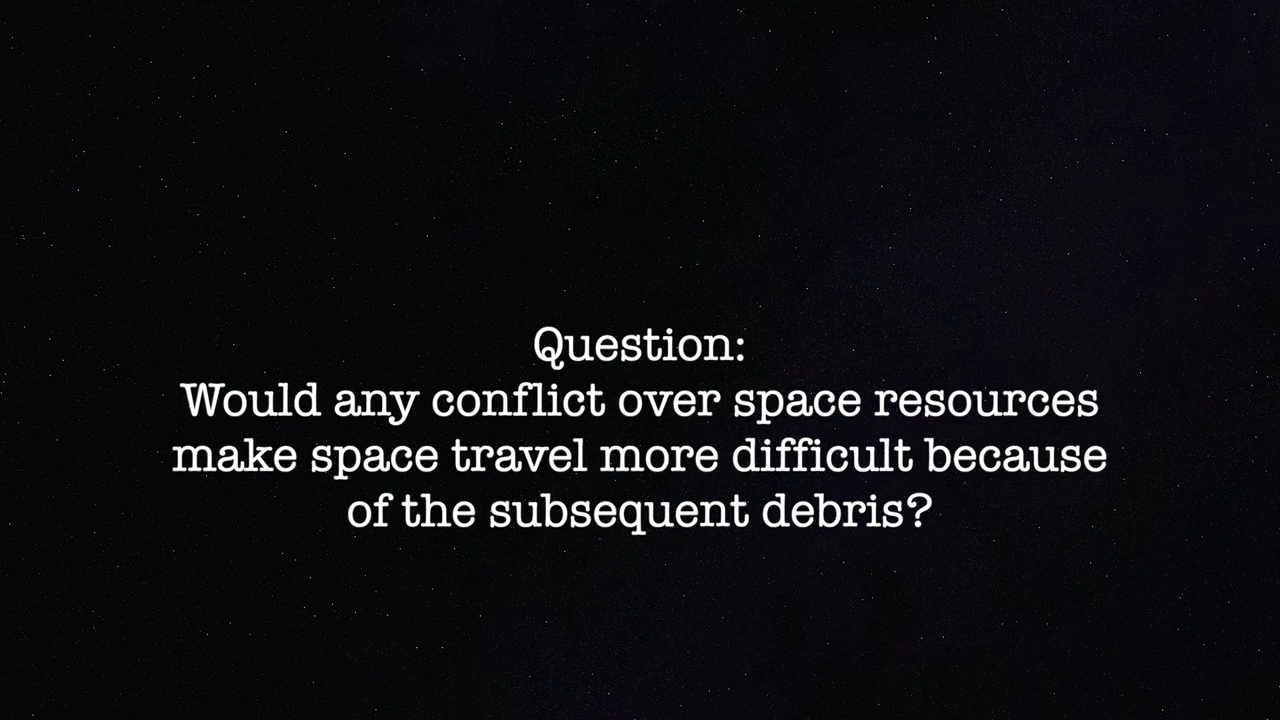 Question:
Would any conflict over space resources
make space travel more difficult because
of the subsequent debris?